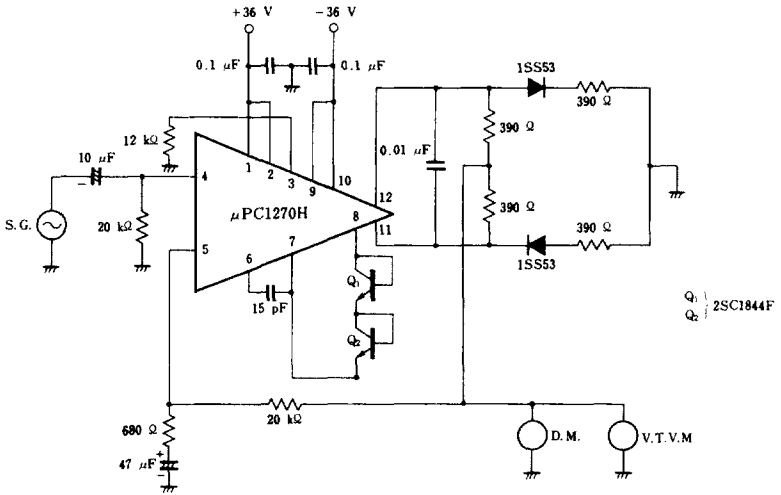 +36 V
-36 V
0.1 μF
0.1 μF
1SS53
390 Ω
12 kΩ
390 Ω
10 μF
-
0.01 μF
1
2
3
9
10
4
12
μPC1270H
11
S.G.
20 kΩ
390 Ω
390 Ω
8
5
7
6
1SS53
15 pF
Q1
Q2
Q1
Q2
} 2SC1844F
20 kΩ
680 Ω
D.M.
V.T.V.M
+
47 μF
-